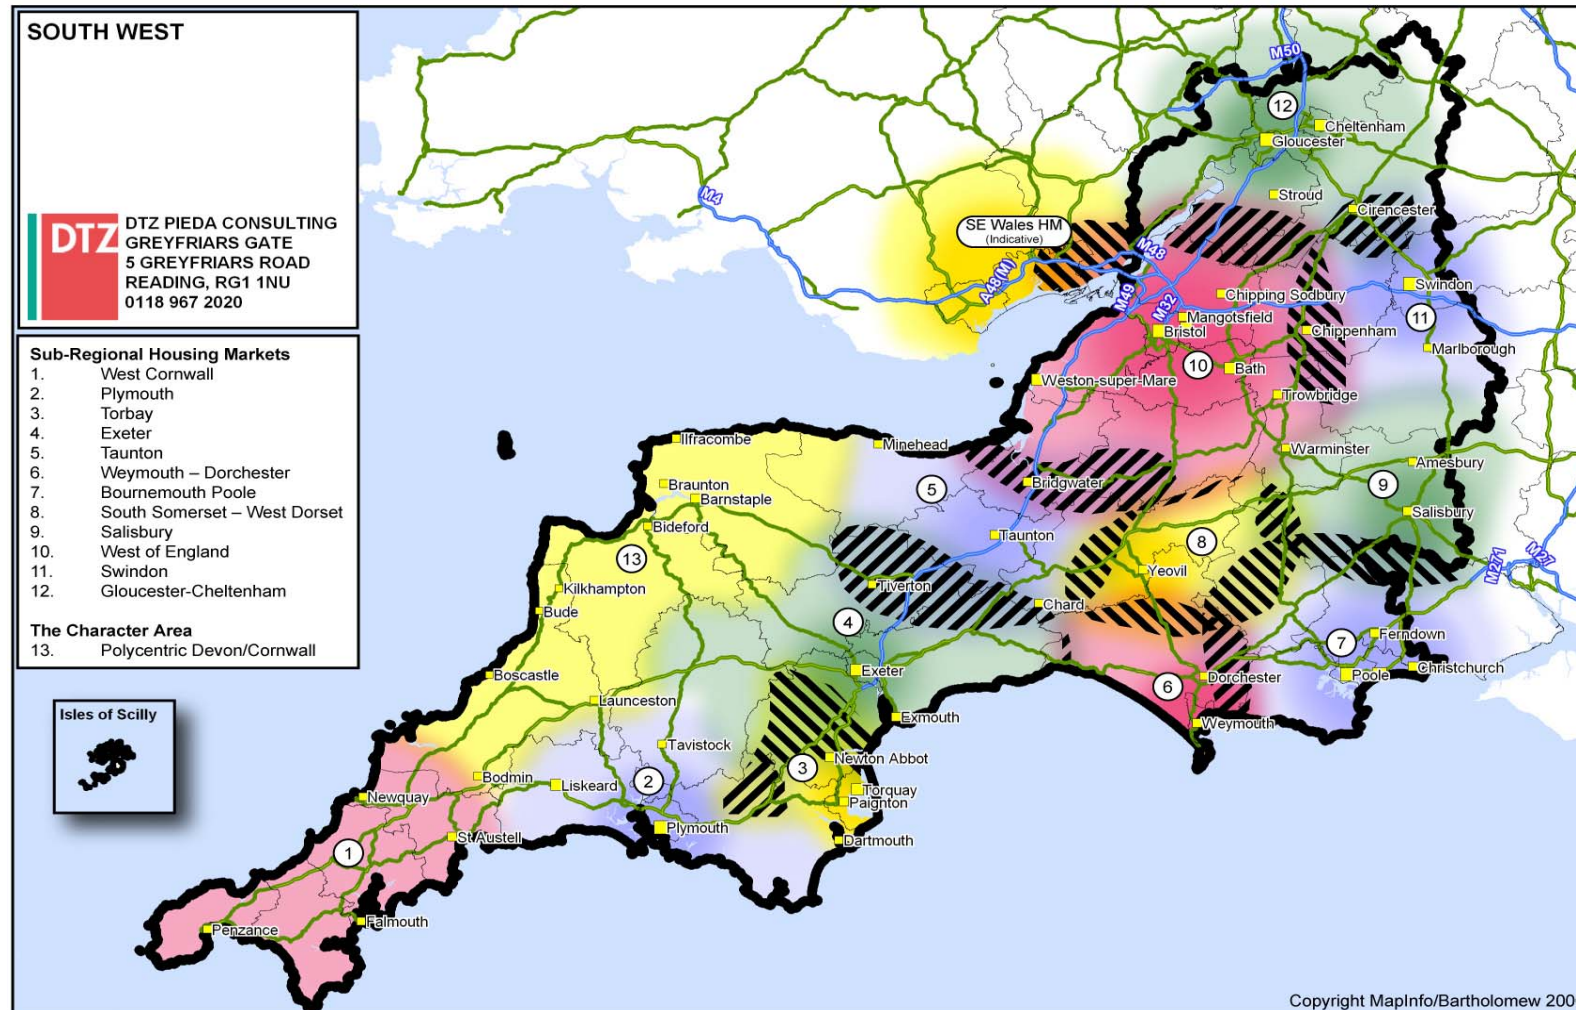 SOUTH WEST
DTZ
DTZ PIEDA CONSULTING
GREYFRIARS GATE
5 GREYFRIARS ROAD
READING, RG1 1NU
0118 967 2020
Sub-Regional Housing Markets
1. West Cornwall
2. Plymouth
3. Torbay
4. Exeter
5. Taunton
6. Weymouth – Dorchester
7. Bournemouth Poole
8. South Somerset – West Dorset
9. Salisbury
10. West of England
11. Swindon
12. Gloucester-Cheltenham
The Character Area
13. Polycentric Devon/Cornwall
Isles of Scilly
M50
12
Cheltenham
Gloucester
M4
Stroud
Cirencester
SE Wales HM
(Indicative)
M48
A48(M)
M49
M32
Swindon
Chipping Sodbury
Mangotsfield
Bristol
11
Chippenham
Marlborough
10
Bath
Weston-super-Mare
Trowbridge
Ilfracombe
Minehead
Warminster
Amesbury
Braunton
Barnstaple
5
Bridgwater
9
Salisbury
Bideford
13
Taunton
8
Yeovil
M271
M27
Kilkhampton
Tiverton
Bude
Chard
4
7
Ferndown
Exeter
Boscastle
6
Dorchester
Poole
Christchurch
Launceston
Exmouth
Weymouth
Tavistock
Newton Abbot
Bodmin
Liskeard
2
3
Torquay
Newquay
Paignton
Plymouth
St Austell
Dartmouth
1
Falmouth
Penzance
Copyright MapInfo/Bartholomew 200